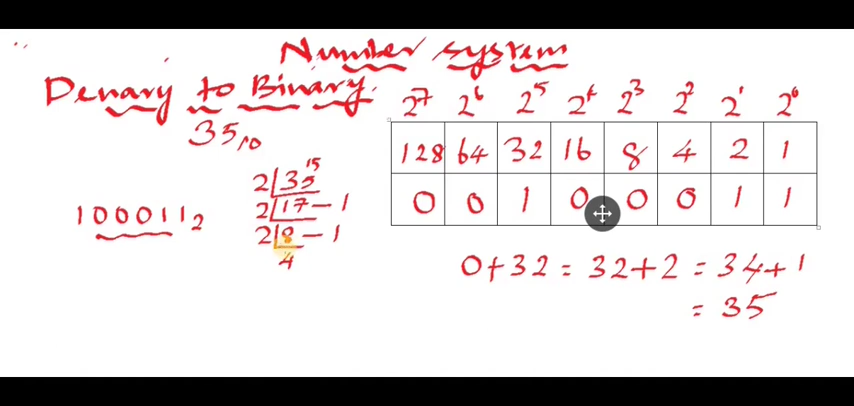 Number system
Denary to Binary.
35₁₀
2⁷ 2⁶ 2⁵ 2⁴ 2³ 2² 2¹ 2⁰
128 64 32 16 8 4 2 1
0 0 1 0 0 0 1 1
15
2 35
2 17 – 1
2 8 – 1
4
100011₂
0+32 = 32+2 = 34+1
= 35